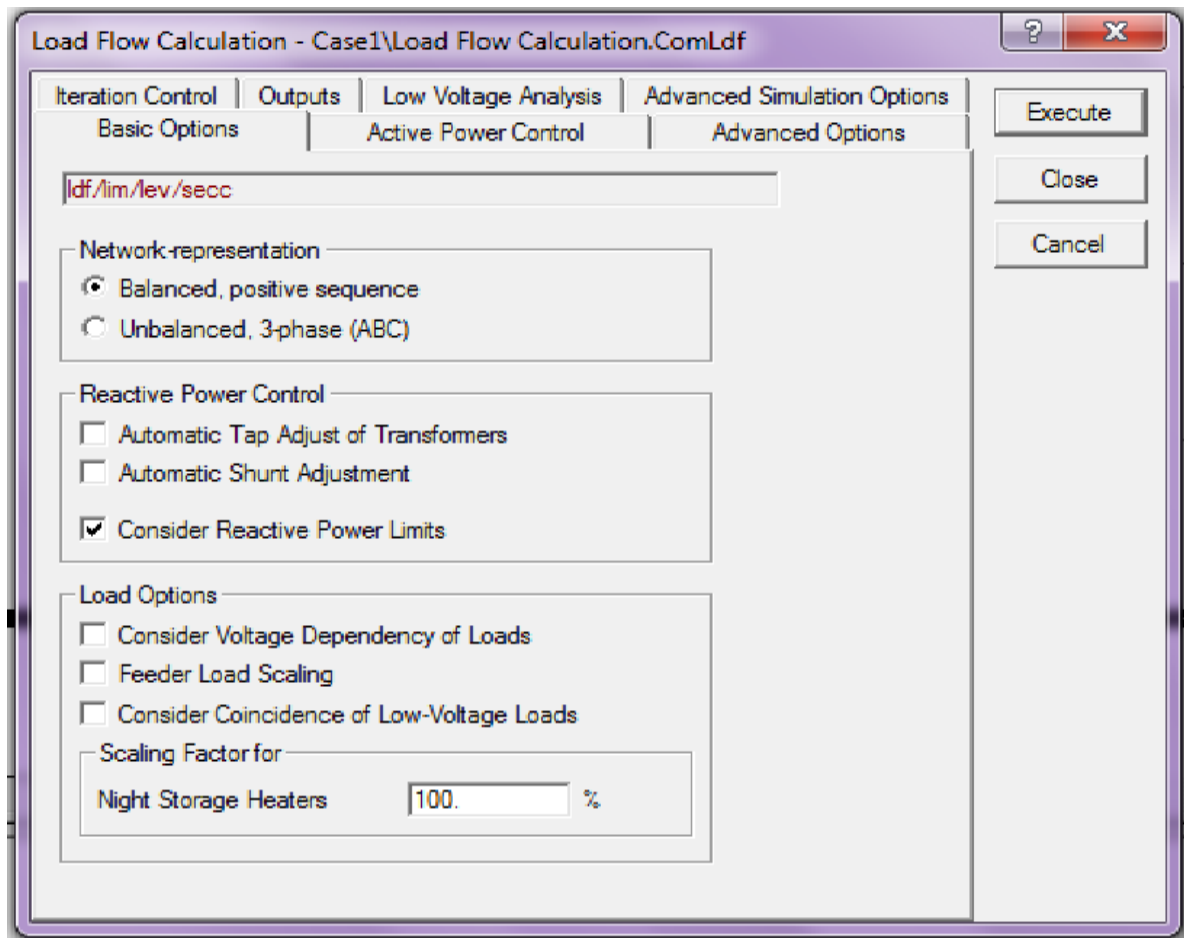 Load Flow Calculation - Case1\Load Flow Calculation.ComLdf
Iteration Control Outputs Low Voltage Analysis Advanced Simulation Options
Basic Options Active Power Control Advanced Options
Execute
Close
Cancel
ldf/lim/lev/secc
Network-representation
Balanced, positive sequence
Unbalanced, 3-phase (ABC)
Reactive Power Control
Automatic Tap Adjust of Transformers
Automatic Shunt Adjustment
Consider Reactive Power Limits
Load Options
Consider Voltage Dependency of Loads
Feeder Load Scaling
Consider Coincidence of Low-Voltage Loads
Scaling Factor for
Night Storage Heaters 100. %